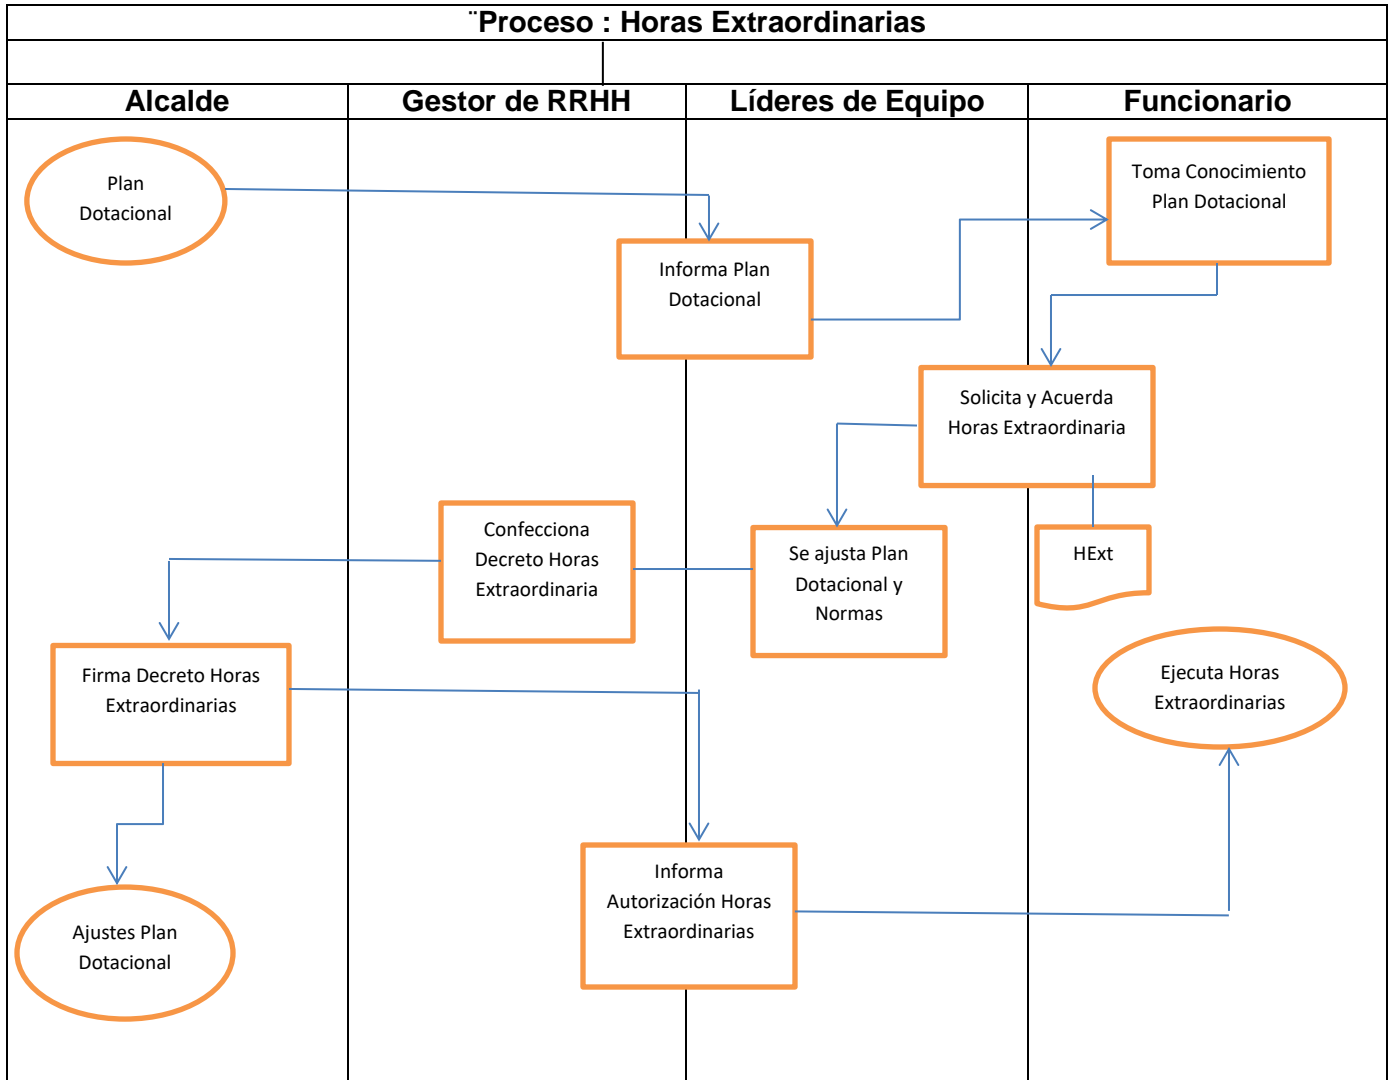 ¨Proceso : Horas Extraordinarias
Alcalde
Gestor de RRHH
Líderes de Equipo
Funcionario
Plan
Dotacional
Toma Conocimiento
Plan Dotacional
Informa Plan
Dotacional
Solicita y Acuerda
Horas Extraordinaria
Confecciona
Decreto Horas
Extraordinaria
Se ajusta Plan
Dotacional y
Normas
HExt
Firma Decreto Horas
Extraordinarias
Ejecuta Horas
Extraordinarias
Informa
Autorización Horas
Extraordinarias
Ajustes Plan
Dotacional